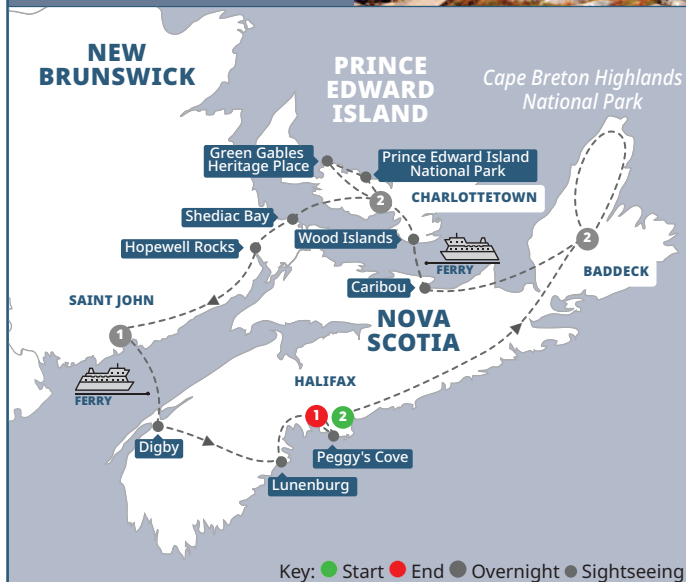 NEW
BRUNSWICK
PRINCE
EDWARD
ISLAND
Cape Breton Highlands
National Park
Green Gables
Heritage Place
Prince Edward Island
National Park
2
CHARLOTTETOWN
Shediac Bay
Wood Islands
Hopewell Rocks
FERRY
2
BADDECK
Caribou
SAINT JOHN
1
NOVA
SCOTIA
HALIFAX
FERRY
1
2
Digby
Peggy's Cove
Lunenburg
Key: Start End Overnight Sightseeing